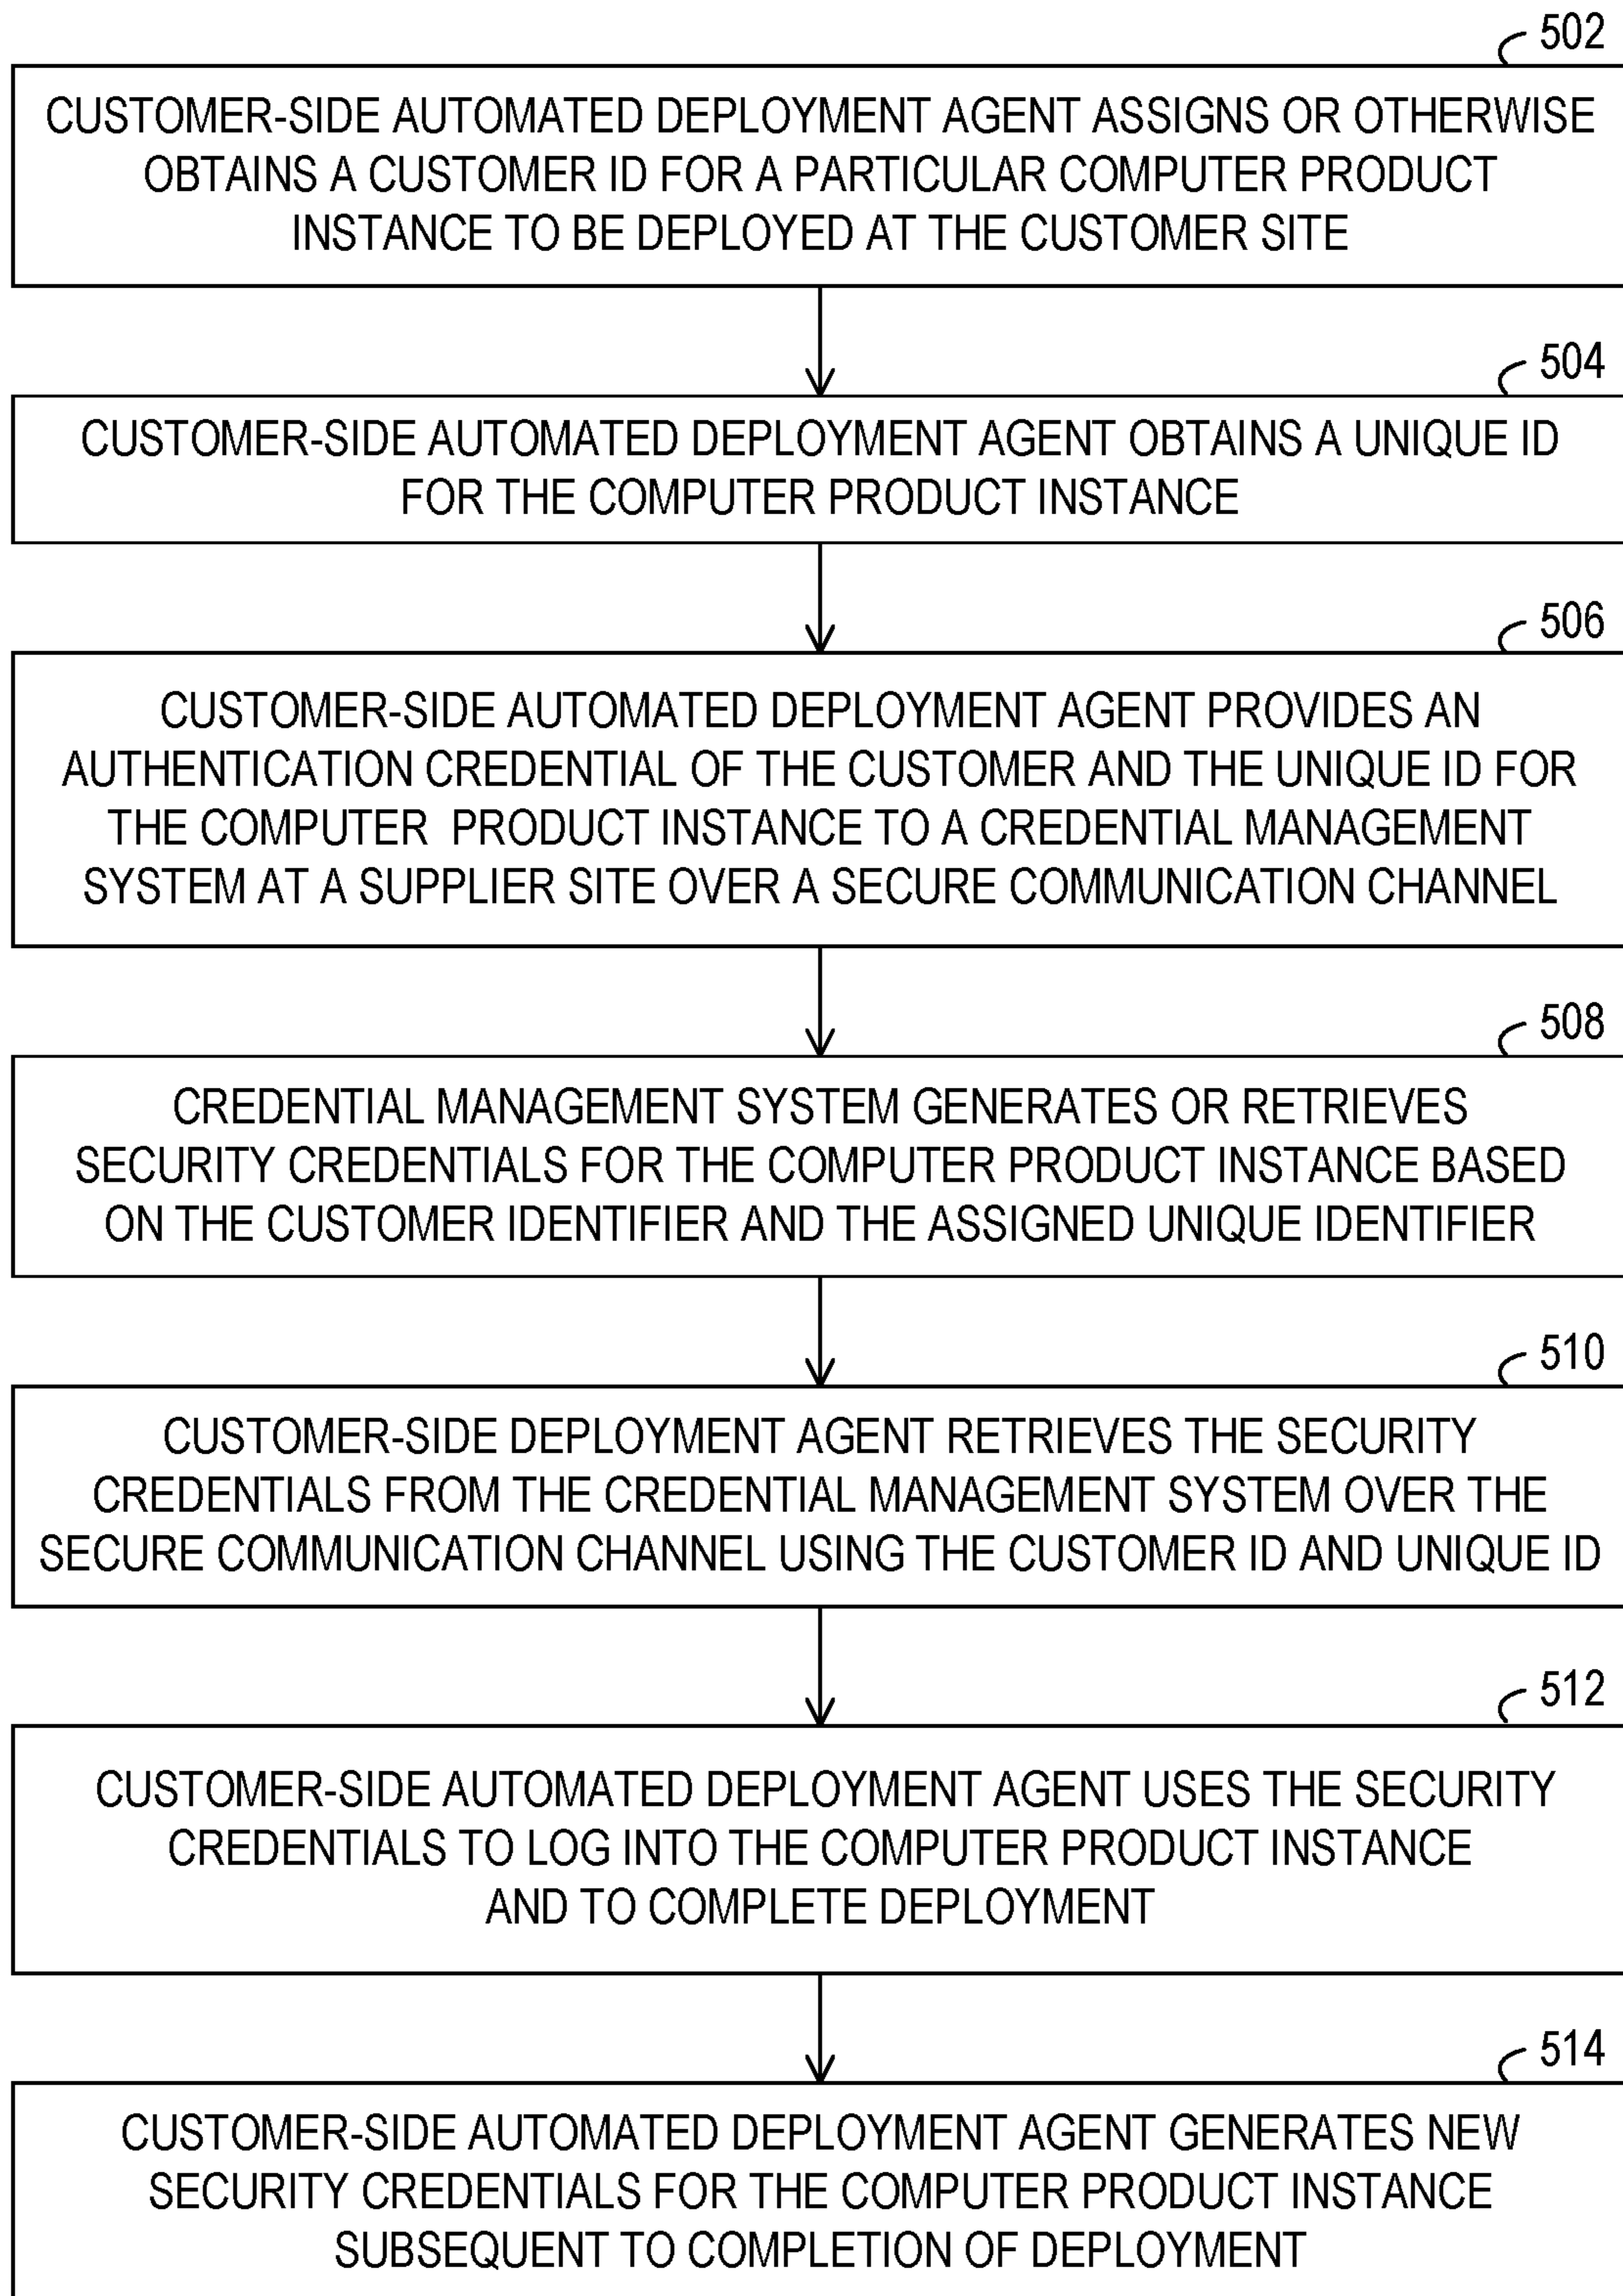 502
CUSTOMER-SIDE AUTOMATED DEPLOYMENT AGENT ASSIGNS OR OTHERWISE
OBTAINS A CUSTOMER ID FOR A PARTICULAR COMPUTER PRODUCT
INSTANCE TO BE DEPLOYED AT THE CUSTOMER SITE
504
CUSTOMER-SIDE AUTOMATED DEPLOYMENT AGENT OBTAINS A UNIQUE ID
FOR THE COMPUTER PRODUCT INSTANCE
506
CUSTOMER-SIDE AUTOMATED DEPLOYMENT AGENT PROVIDES AN
AUTHENTICATION CREDENTIAL OF THE CUSTOMER AND THE UNIQUE ID FOR
THE COMPUTER PRODUCT INSTANCE TO A CREDENTIAL MANAGEMENT
SYSTEM AT A SUPPLIER SITE OVER A SECURE COMMUNICATION CHANNEL
508
CREDENTIAL MANAGEMENT SYSTEM GENERATES OR RETRIEVES
SECURITY CREDENTIALS FOR THE COMPUTER PRODUCT INSTANCE BASED
ON THE CUSTOMER IDENTIFIER AND THE ASSIGNED UNIQUE IDENTIFIER
510
CUSTOMER-SIDE DEPLOYMENT AGENT RETRIEVES THE SECURITY
CREDENTIALS FROM THE CREDENTIAL MANAGEMENT SYSTEM OVER THE
SECURE COMMUNICATION CHANNEL USING THE CUSTOMER ID AND UNIQUE ID
512
CUSTOMER-SIDE AUTOMATED DEPLOYMENT AGENT USES THE SECURITY
CREDENTIALS TO LOG INTO THE COMPUTER PRODUCT INSTANCE
AND TO COMPLETE DEPLOYMENT
514
CUSTOMER-SIDE AUTOMATED DEPLOYMENT AGENT GENERATES NEW
SECURITY CREDENTIALS FOR THE COMPUTER PRODUCT INSTANCE
SUBSEQUENT TO COMPLETION OF DEPLOYMENT